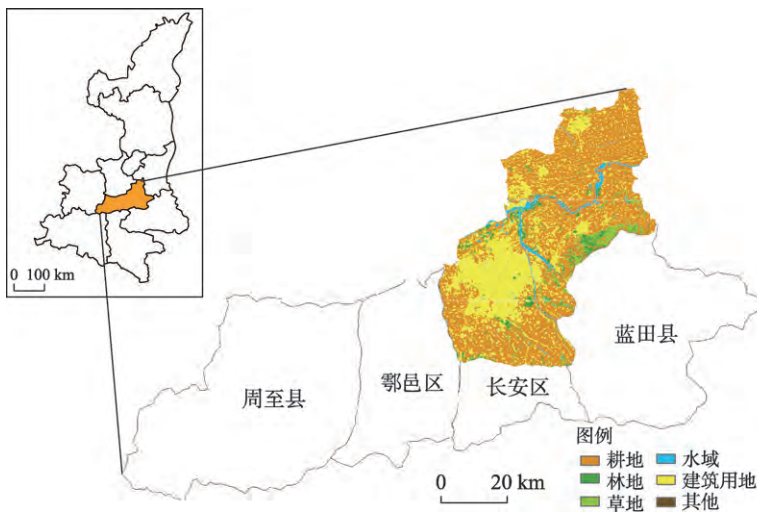 0 100 km
蓝田县
鄠邑区
长安区
周至县
图例
耕地 水域
林地 建筑用地
草地 其他
0 20 km